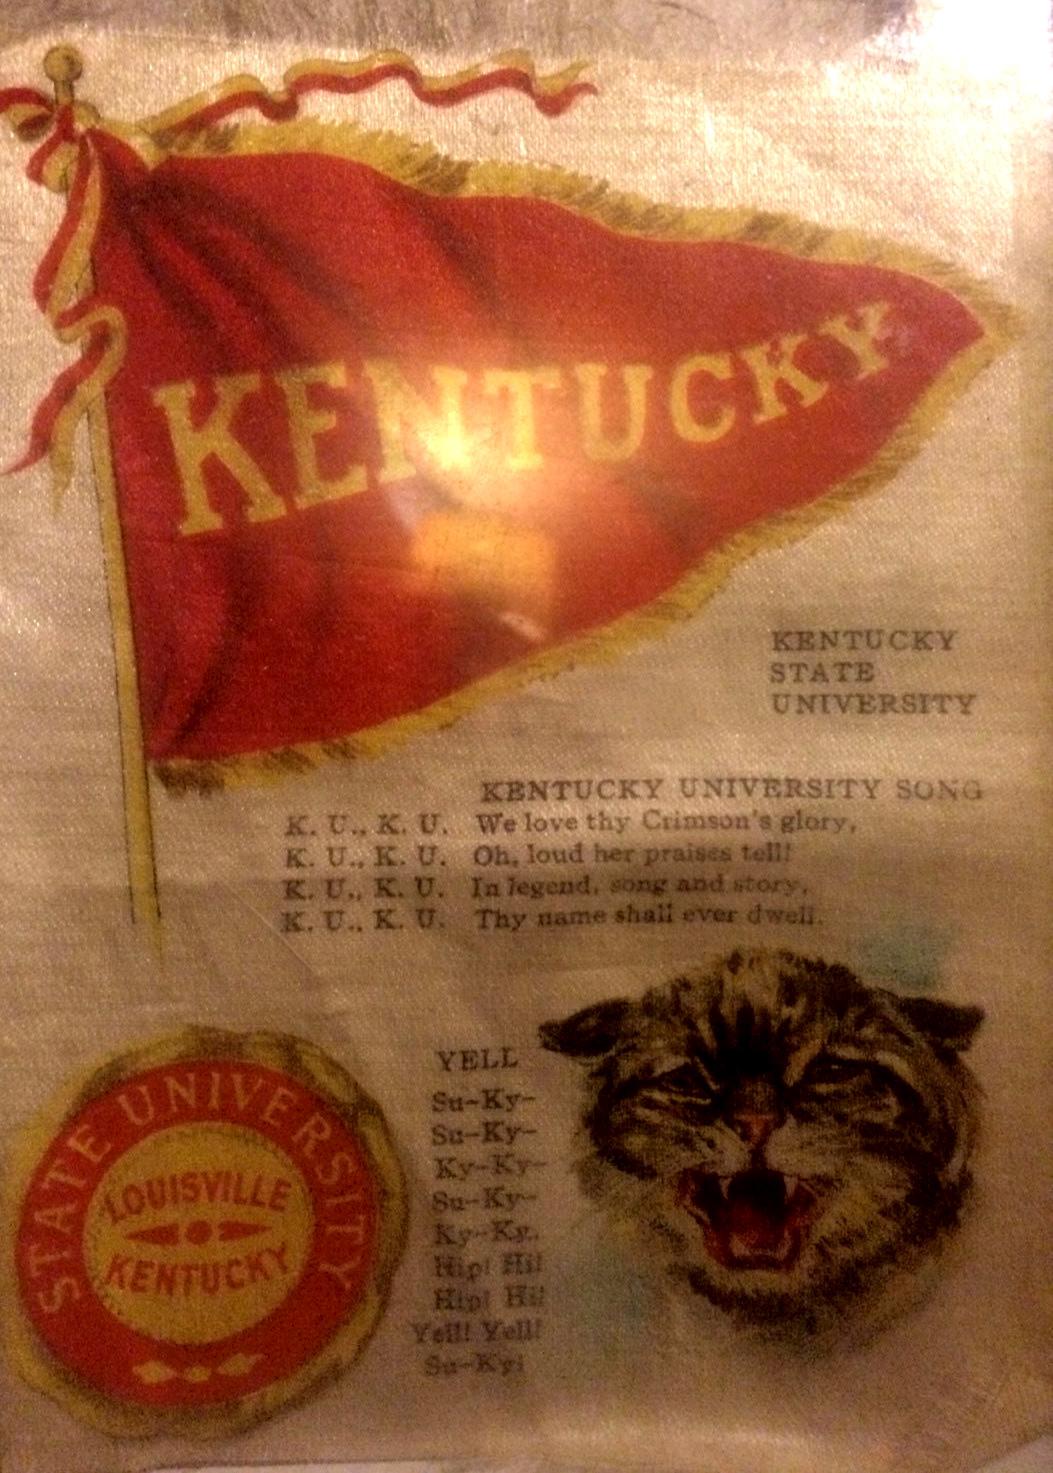 KENTUCKY
KENTUCKY
STATE
UNIVERSITY
KENTUCKY UNIVERSITY SONG
K. U., K. U. We love thy Crimson's glory,
K. U., K. U. Oh, loud her praises tell!
K. U., K. U. In legend, song and story,
K. U., K. U. Thy name shall ever dwell.
STATE UNIVERSITY
LOUISVILLE
KENTUCKY
YELL
Su-Ky-
Su-Ky-
Ky-Ky-
Su-Ky-
Ky-Ky.
Hip! Hi!
Hip! Hi!
Yell! Yell!
Su-Ky!